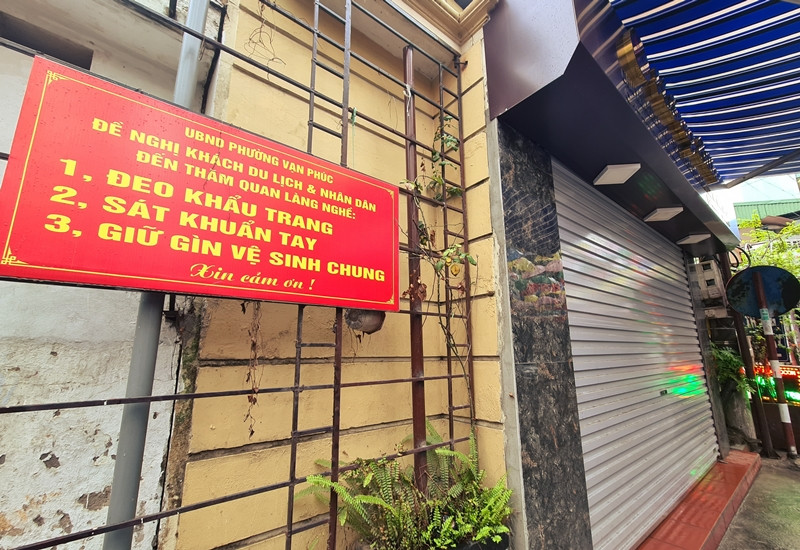 UBND PHƯỜNG VẠN PHÚC
ĐỀ NGHỊ KHÁCH DU LỊCH & NHÂN DÂN
ĐẾN THĂM QUAN LÀNG NGHỀ:
1, ĐEO KHẨU TRANG
2, SÁT KHUẨN TAY
3, GIỮ GÌN VỆ SINH CHUNG
Xin cảm ơn !